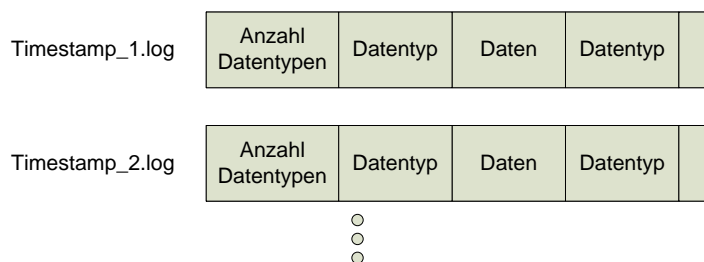 Timestamp_1.log
Anzahl
Datentypen
Datentyp
Daten
Datentyp
Timestamp_2.log
Anzahl
Datentypen
Datentyp
Daten
Datentyp